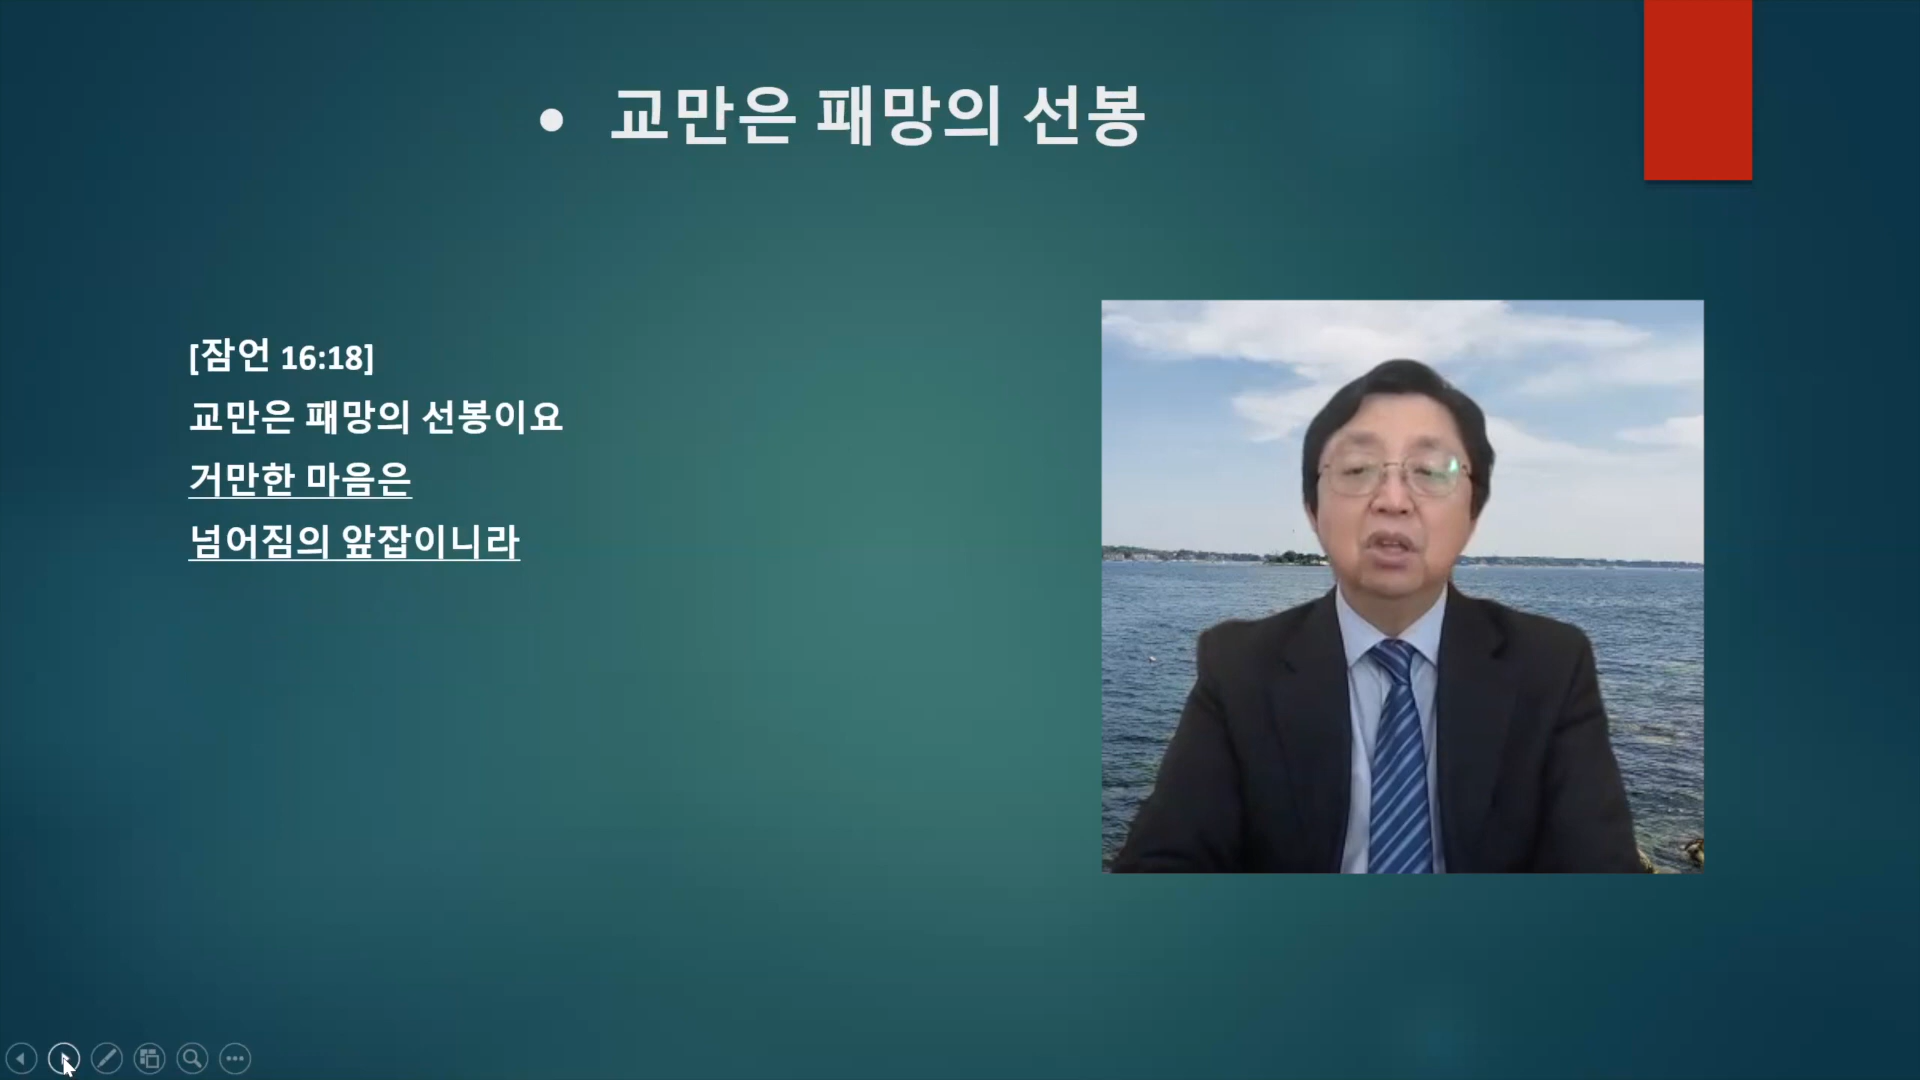 • 교만은 패망의 선봉
[잠언 16:18]
교만은 패망의 선봉이요
거만한 마음은
넘어짐의 앞잡이니라